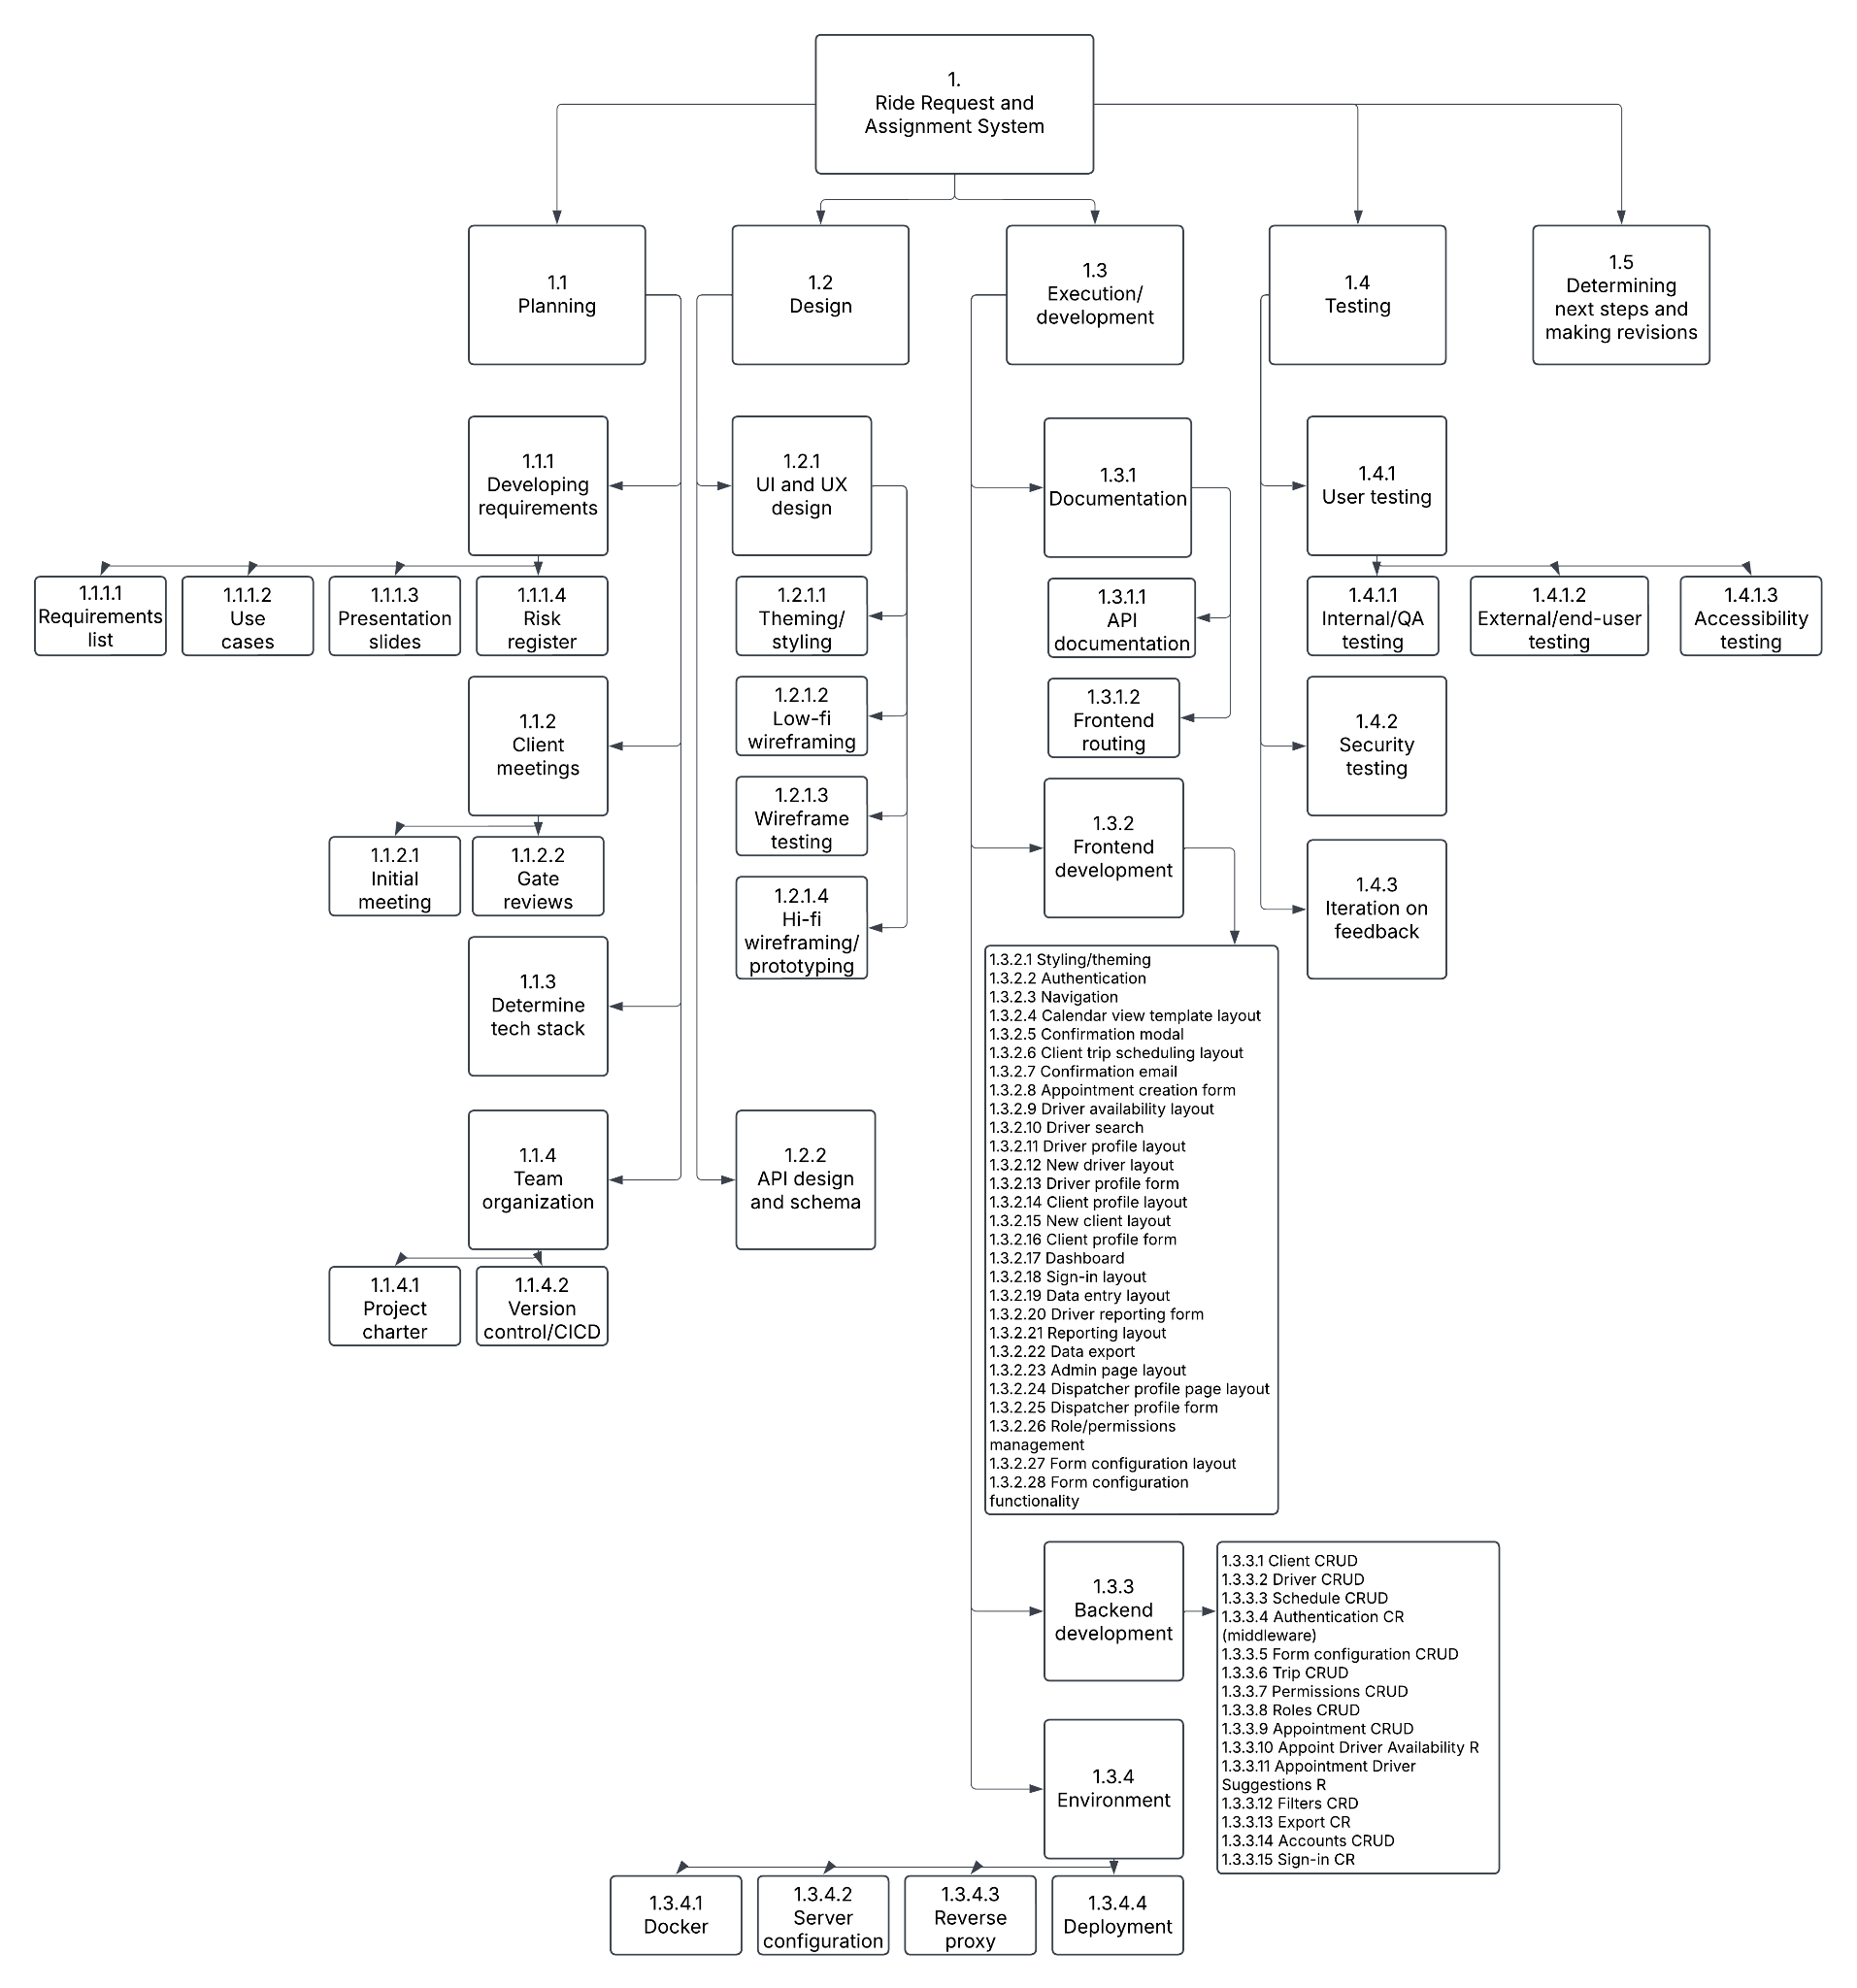 1.
Ride Request and
Assignment System
1.1
Planning
1.2
Design
1.3
Execution/
development
1.4
Testing
1.5
Determining
next steps and
making revisions
1.1.1
Developing
requirements
1.1.1.1
Requirements
list
1.1.1.2
Use
cases
1.1.1.3
Presentation
slides
1.1.1.4
Risk
register
1.1.2
Client
meetings
1.1.2.1
Initial
meeting
1.1.2.2
Gate
reviews
1.1.3
Determine
tech stack
1.1.4
Team
organization
1.1.4.1
Project
charter
1.1.4.2
Version
control/CICD
1.2.1
UI and UX
design
1.2.1.1
Theming/
styling
1.2.1.2
Low-fi
wireframing
1.2.1.3
Wireframe
testing
1.2.1.4
Hi-fi
wireframing/
prototyping
1.2.2
API design
and schema
1.3.1
Documentation
1.3.1.1
API
documentation
1.3.1.2
Frontend
routing
1.3.2
Frontend
development
1.3.2.1 Styling/theming
1.3.2.2 Authentication
1.3.2.3 Navigation
1.3.2.4 Calendar view template layout
1.3.2.5 Confirmation modal
1.3.2.6 Client trip scheduling layout
1.3.2.7 Confirmation email
1.3.2.8 Appointment creation form
1.3.2.9 Driver availability layout
1.3.2.10 Driver search
1.3.2.11 Driver profile layout
1.3.2.12 New driver layout
1.3.2.13 Driver profile form
1.3.2.14 Client profile layout
1.3.2.15 New client layout
1.3.2.16 Client profile form
1.3.2.17 Dashboard
1.3.2.18 Sign-in layout
1.3.2.19 Data entry layout
1.3.2.20 Driver reporting form
1.3.2.21 Reporting layout
1.3.2.22 Data export
1.3.2.23 Admin page layout
1.3.2.24 Dispatcher profile page layout
1.3.2.25 Dispatcher profile form
1.3.2.26 Role/permissions
management
1.3.2.27 Form configuration layout
1.3.2.28 Form configuration
functionality
1.3.3
Backend
development
1.3.3.1 Client CRUD
1.3.3.2 Driver CRUD
1.3.3.3 Schedule CRUD
1.3.3.4 Authentication CR
(middleware)
1.3.3.5 Form configuration CRUD
1.3.3.6 Trip CRUD
1.3.3.7 Permissions CRUD
1.3.3.8 Roles CRUD
1.3.3.9 Appointment CRUD
1.3.3.10 Appoint Driver Availability R
1.3.3.11 Appointment Driver
Suggestions R
1.3.3.12 Filters CRD
1.3.3.13 Export CR
1.3.3.14 Accounts CRUD
1.3.3.15 Sign-in CR
1.3.4
Environment
1.3.4.1
Docker
1.3.4.2
Server
configuration
1.3.4.3
Reverse
proxy
1.3.4.4
Deployment
1.4.1
User testing
1.4.1.1
Internal/QA
testing
1.4.1.2
External/end-user
testing
1.4.1.3
Accessibility
testing
1.4.2
Security
testing
1.4.3
Iteration on
feedback